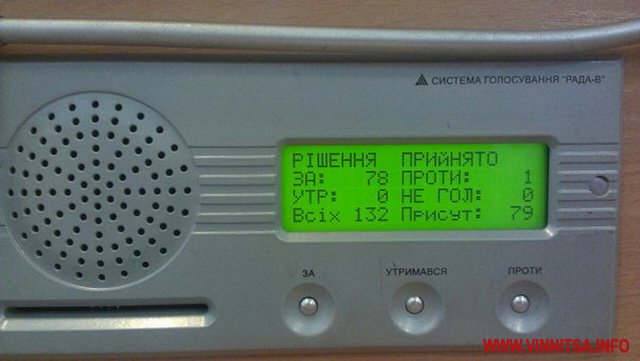 СИСТЕМА ГОЛОСУВАННЯ "РАДА-В"
РІШЕННЯ ПРИЙНЯТО
ЗА: 78 ПРОТИ: 1
УТР: 0 НЕ ГОЛ: 0
Всіх 132 Присут: 79
ЗА УТРИМАВСЯ ПРОТИ
WWW.VINNITSA.INFO